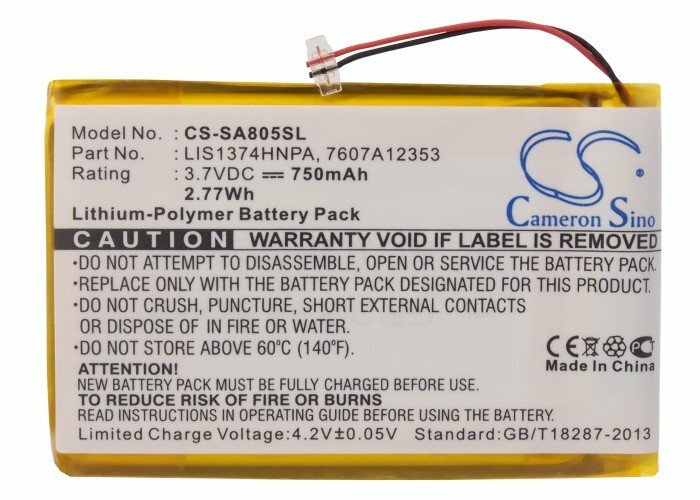 Model No.: CS-SA805SL
Part No.: LIS1374HNPA, 7607A12353
Rating: 3.7VDC 750mAh
2.77Wh
Lithium-Polymer Battery Pack
CS
Cameron Sino
CAUTION WARRANTY VOID IF LABEL IS REMOVED
•DO NOT ATTEMPT TO DISASSEMBLE, OPEN OR SERVICE THE BATTERY PACK.
•REPLACE ONLY WITH A BATTERY PACK DESIGNED FOR YOUR PRODUCT.
•DO NOT CRUSH, PUNCTURE, SHORT EXTERNAL CONTACTS
OR DISPOSE OF IN FIRE OR WATER.
•DO NOT STORE ABOVE 60°C (140°F).
CE
Made In China
ATTENTION!
NEW BATTERY PACK MUST BE FULLY CHARGED BEFORE USE
TO REDUCE RISK OF FIRE OR BURNS
READ INSTRUCTIONS IN OPERATING GUIDE BEFORE USING BATTERY.
Limited Charge Voltage:4.2V±0.05V Standard:GB/T18287-2013